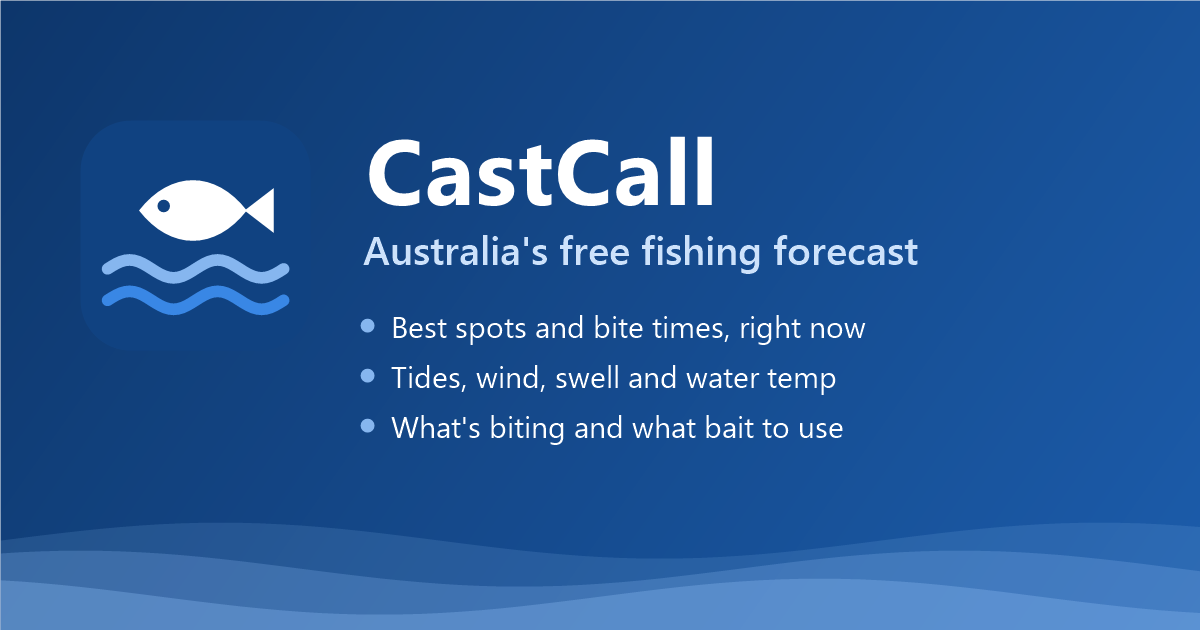 CastCall
Australia's free fishing forecast
Best spots and bite times, right now
Tides, wind, swell and water temp
What's biting and what bait to use